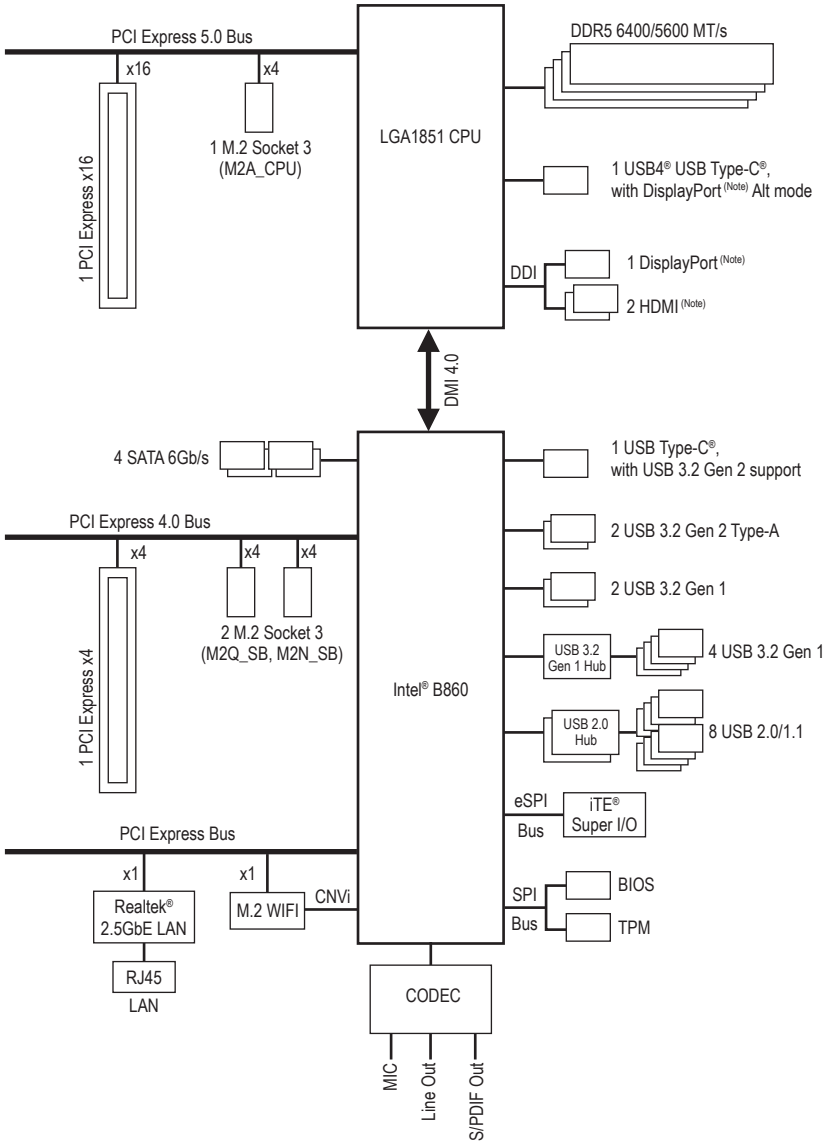 PCI Express 5.0 Bus
x16
x4
1 PCI Express x16
1 M.2 Socket 3
(M2A_CPU)
LGA1851 CPU
DDR5 6400/5600 MT/s
1 USB4® USB Type-C®,
with DisplayPort (Note) Alt mode
DDI
1 DisplayPort (Note)
2 HDMI (Note)
DMI 4.0
4 SATA 6Gb/s
1 USB Type-C®,
with USB 3.2 Gen 2 support
PCI Express 4.0 Bus
x4
x4
x4
1 PCI Express x4
2 M.2 Socket 3
(M2Q_SB, M2N_SB)
Intel® B860
2 USB 3.2 Gen 2 Type-A
2 USB 3.2 Gen 1
USB 3.2
Gen 1 Hub
4 USB 3.2 Gen 1
USB 2.0
Hub
8 USB 2.0/1.1
eSPI
Bus
iTE®
Super I/O
PCI Express Bus
x1
x1
Realtek®
2.5GbE LAN
M.2 WIFI
CNVi
RJ45
LAN
SPI
Bus
BIOS
TPM
CODEC
MIC
Line Out
S/PDIF Out